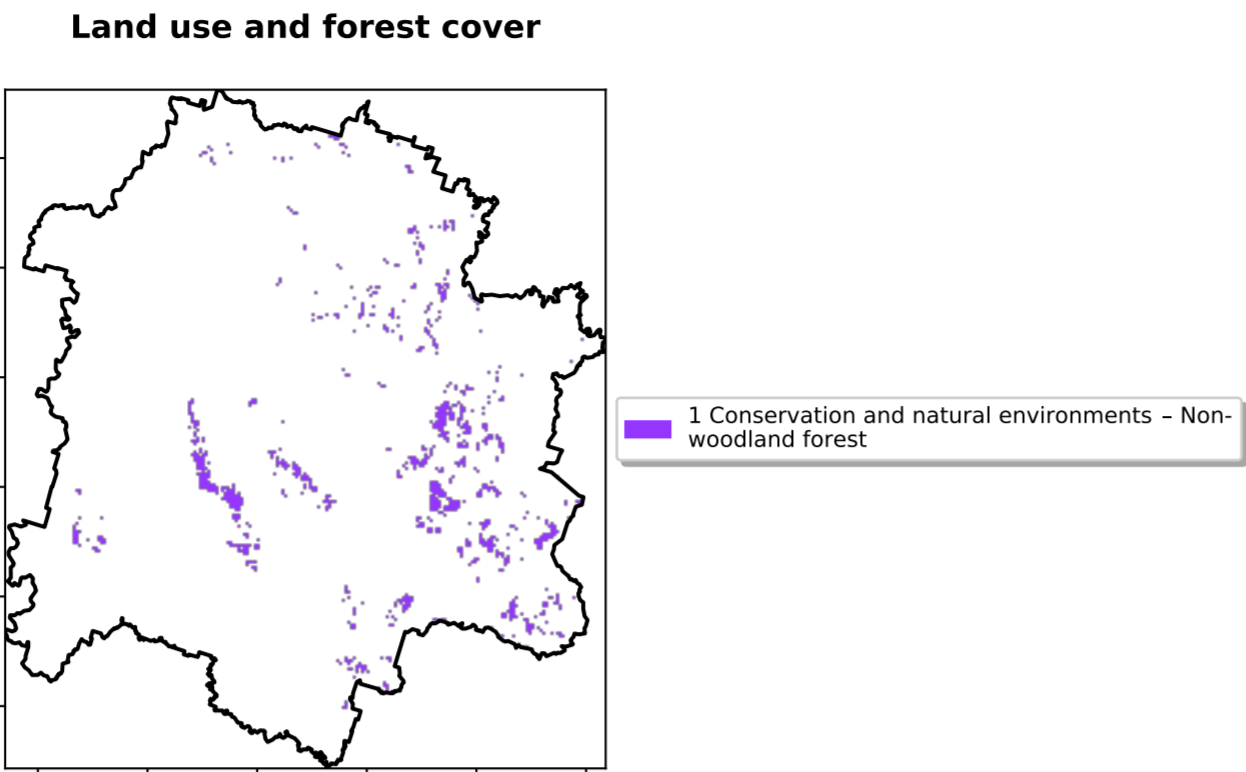 Land use and forest cover
1 Conservation and natural environments – Non-
woodland forest